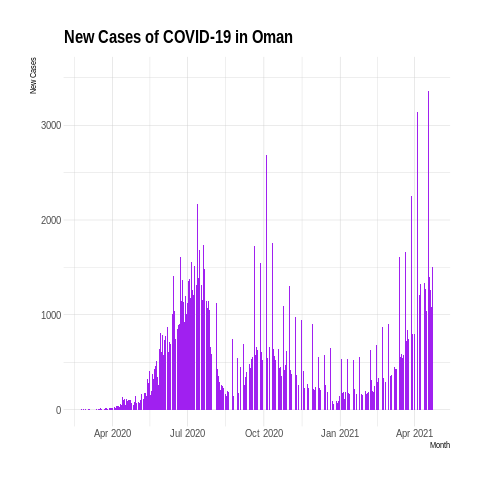 New Cases of COVID-19 in Oman
New Cases
3000
2000
1000
0
Apr 2020 Jul 2020 Oct 2020 Jan 2021 Apr 2021
Month